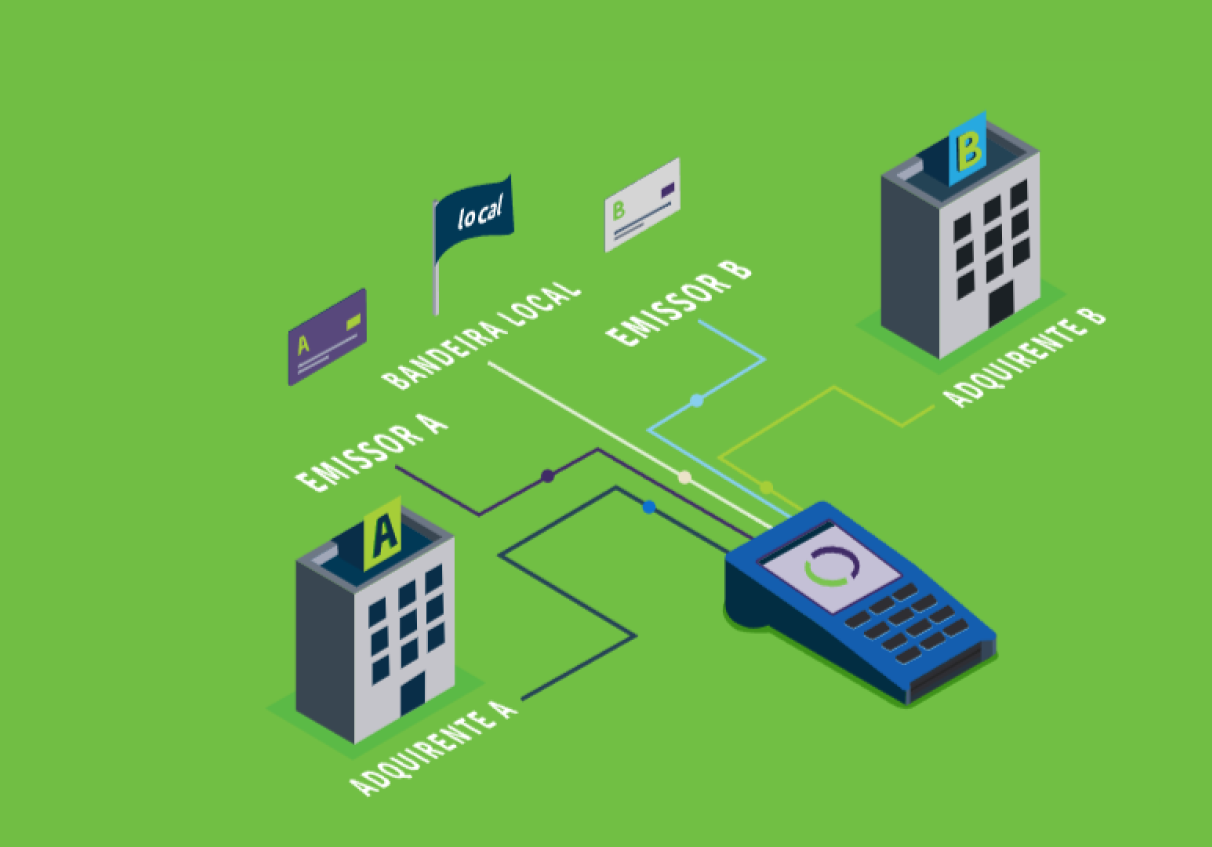 B
local
B
BANDEIRA LOCAL
EMISSOR B
A
ADQUIRENTE B
EMISSOR A
A
ADQUIRENTE A